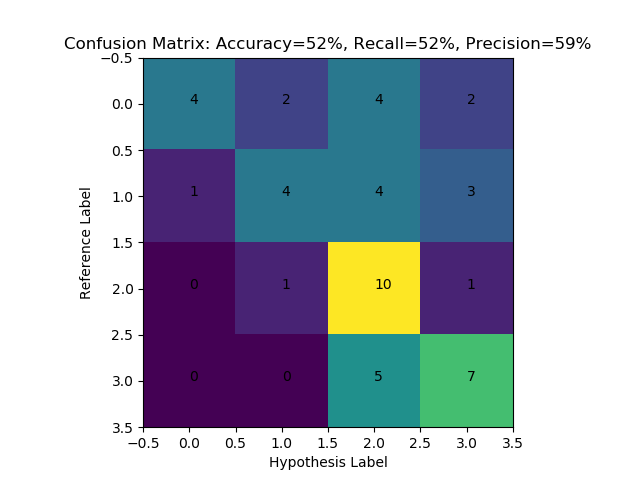 Confusion Matrix: Accuracy=52%, Recall=52%, Precision=59%
−0.5
0.0
0.5
1.0
1.5
2.0
2.5
3.0
3.5
Reference Label
4 2 4 2
1 4 4 3
0 1 10 1
0 0 5 7
−0.5 0.0 0.5 1.0 1.5 2.0 2.5 3.0 3.5
Hypothesis Label